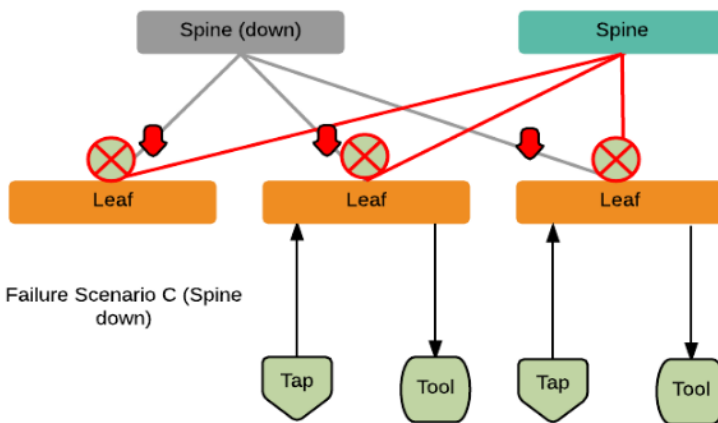 Spine (down)
Spine
Leaf
Leaf
Leaf
Failure Scenario C (Spine
down)
Tap
Tool
Tap
Tool